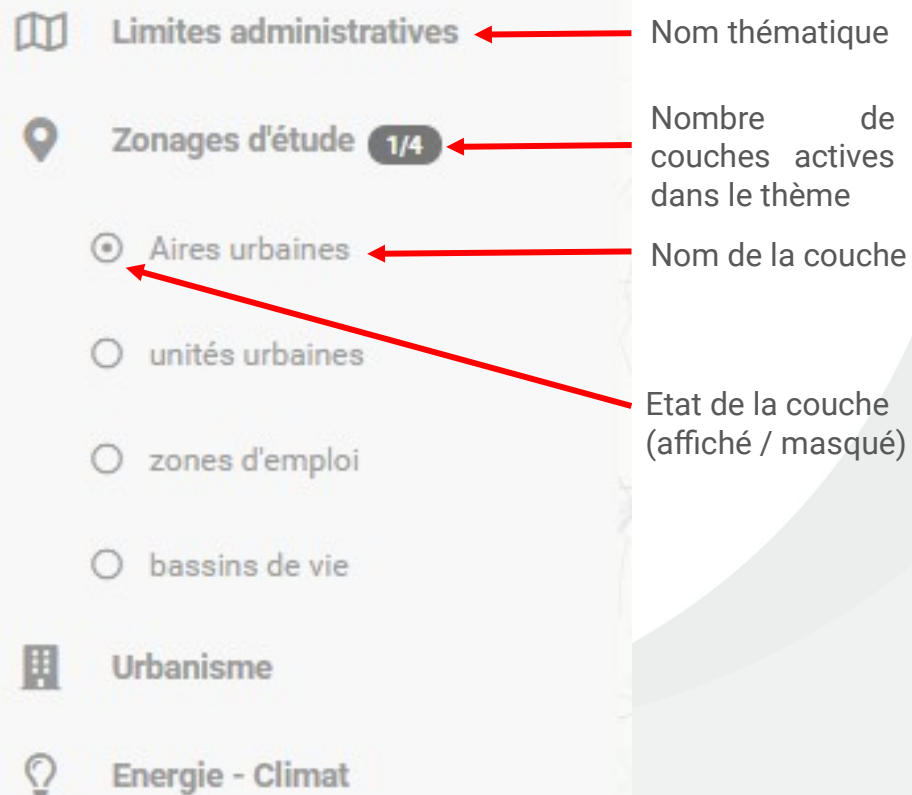 Limites administratives
Nom thématique
Zonages d'étude 1/4
Nombre de
couches actives
dans le thème
Aires urbaines
Nom de la couche
unités urbaines
Etat de la couche
(affiché / masqué)
zones d'emploi
bassins de vie
Urbanisme
Energie - Climat